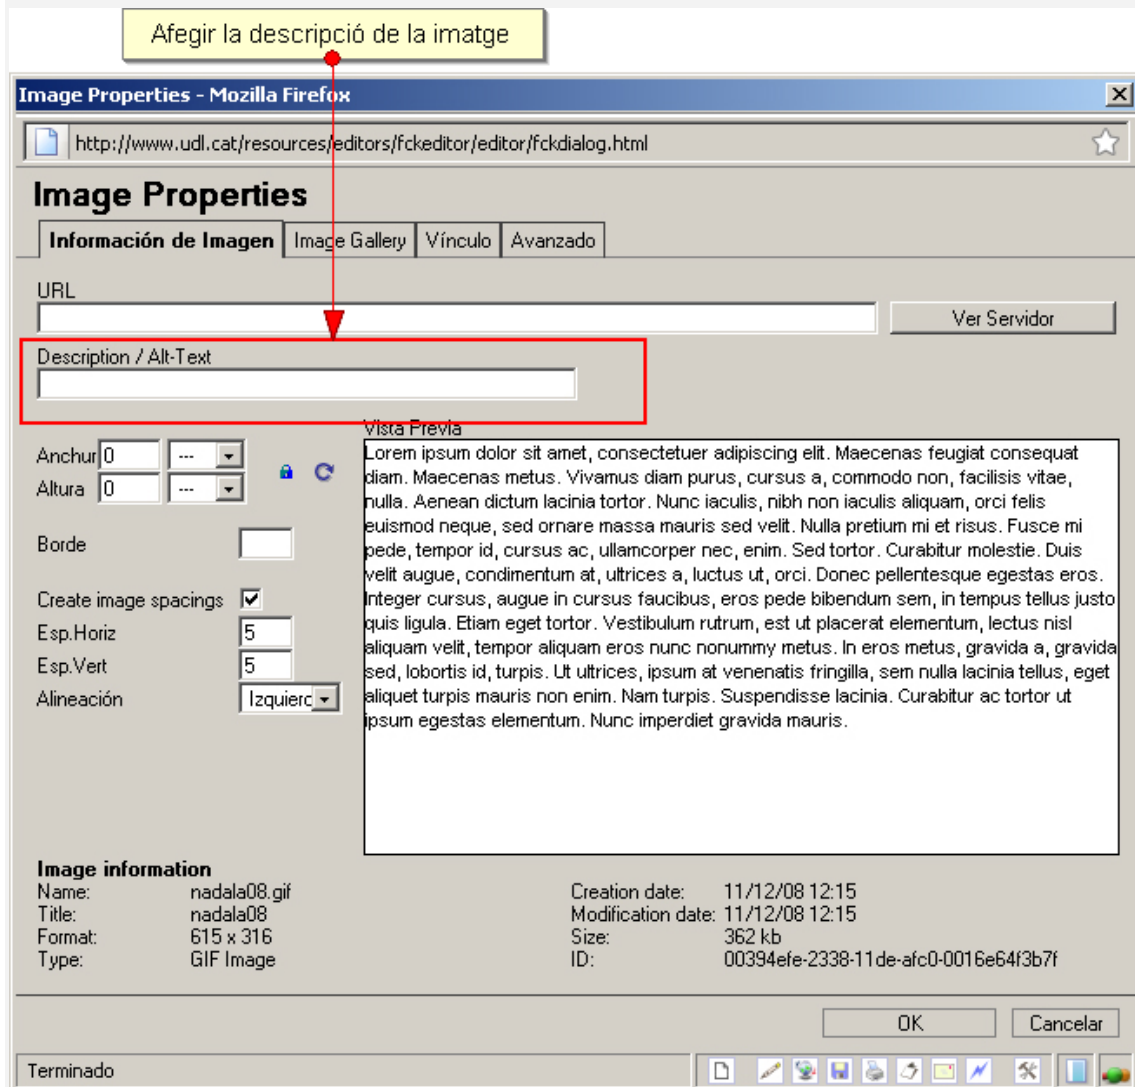 Afegir la descripció de la imatge
Image Properties - Mozilla Firefox
http://www.udl.cat/resources/editors/fckeditor/editor/fckdialog.html
Image Properties
Información de Imagen Image Gallery Vínculo Avanzado
URL
Ver Servidor
Description / Alt-Text
Vista Previa
Anchur 0 ---
Altura 0 ---
Borde
Create image spacings
Esp.Horiz 5
Esp.Vert 5
Alineación Izquierc
Lorem ipsum dolor sit amet, consectetuer adipiscing elit. Maecenas feugiat consequat
diam. Maecenas metus. Vivamus diam purus, cursus a, commodo non, facilisis vitae,
nulla. Aenean dictum lacinia tortor. Nunc iaculis, nibh non iaculis aliquam, orci felis
euismod neque, sed ornare massa mauris sed velit. Nulla pretium mi et risus. Fusce mi
pede, tempor id, cursus ac, ullamcorper nec, enim. Sed tortor. Curabitur molestie. Duis
velit augue, condimentum at, ultrices a, luctus ut, orci. Donec pellentesque egestas eros.
Integer cursus, augue in cursus faucibus, eros pede bibendum sem, in tempus tellus justo
quis ligula. Etiam eget tortor. Vestibulum rutrum, est ut placerat elementum, lectus nisl
aliquam velit, tempor aliquam eros nunc nonummy metus. In eros metus, gravida a, gravida
sed, lobortis id, turpis. Ut ultrices, ipsum at venenatis fringilla, sem nulla lacinia tellus, eget
aliquet turpis mauris non enim. Nam turpis. Suspendisse lacinia. Curabitur ac tortor ut
ipsum egestas elementum. Nunc imperdiet gravida mauris.
Image information
Name: nadala08.gif
Title: nadala08
Format: 615 x 316
Type: GIF Image
Creation date: 11/12/08 12:15
Modification date: 11/12/08 12:15
Size: 362 kb
ID: 00394efe-2338-11de-afc0-0016e64f3b7f
OK Cancelar
Terminado